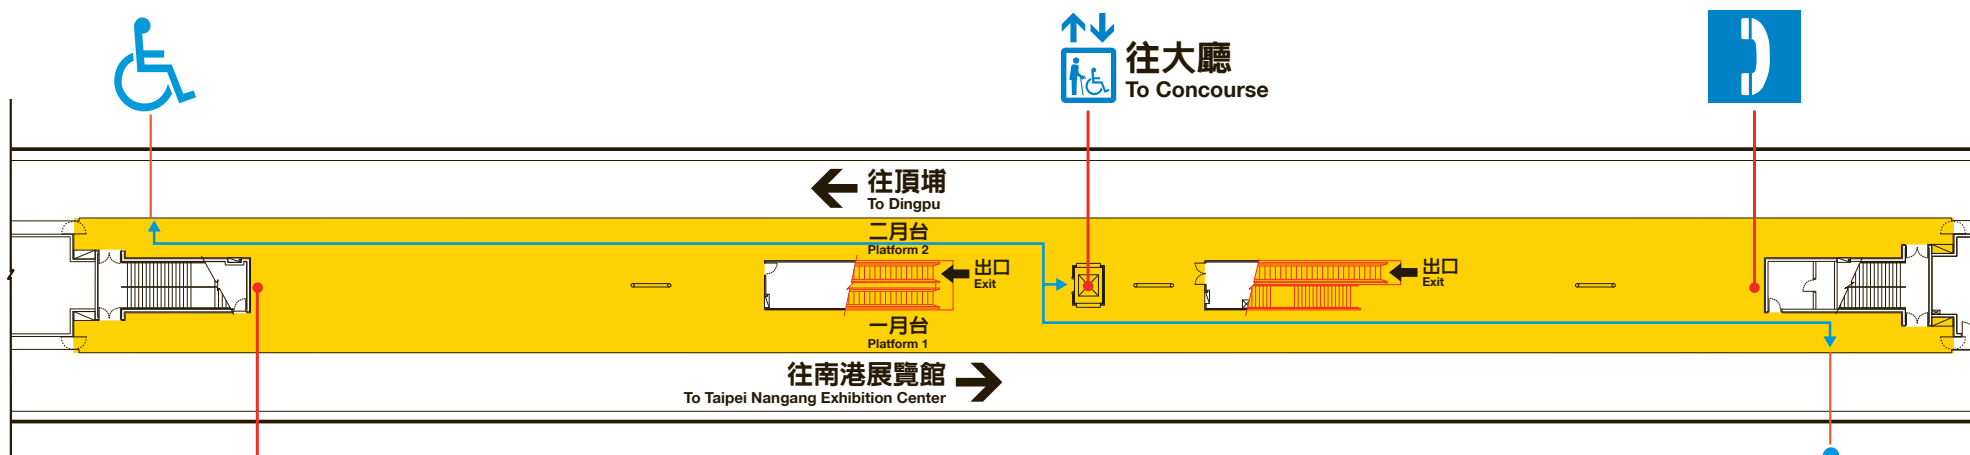 往大廳
To Concourse
往頂埔
To Dingpu
二月台
Platform 2
出口
Exit
出口
Exit
一月台
Platform 1
往南港展覽館
To Taipei Nangang Exhibition Center